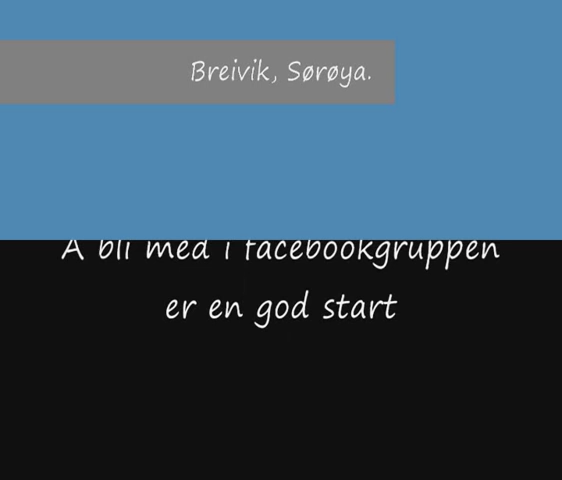 Breivik, Sørøya.
Å bli med i facebookgruppen
er en god start